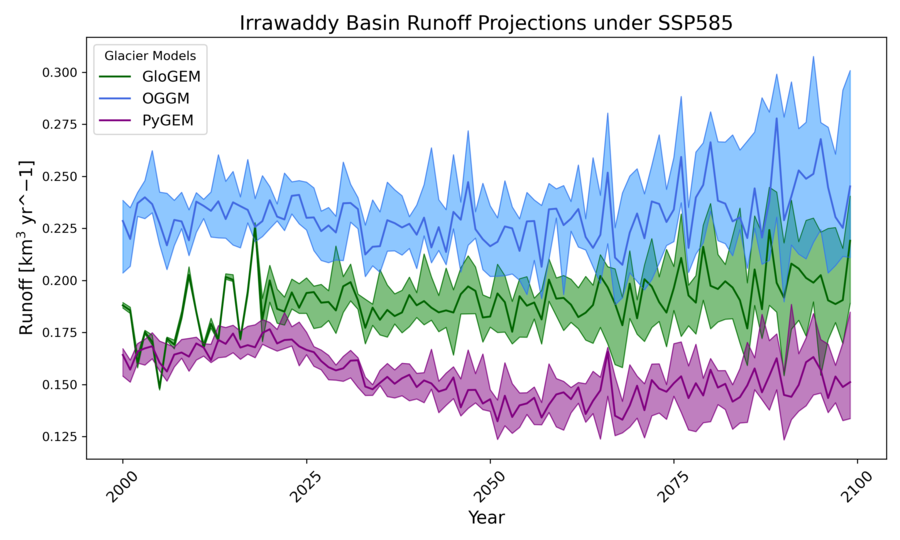 Irrawaddy Basin Runoff Projections under SSP585
Glacier Models
GloGEM
OGGM
PyGEM
Runoff [km³ yr^−1]
0.300
0.275
0.250
0.225
0.200
0.175
0.150
0.125
2000
2025
2050
2075
2100
Year